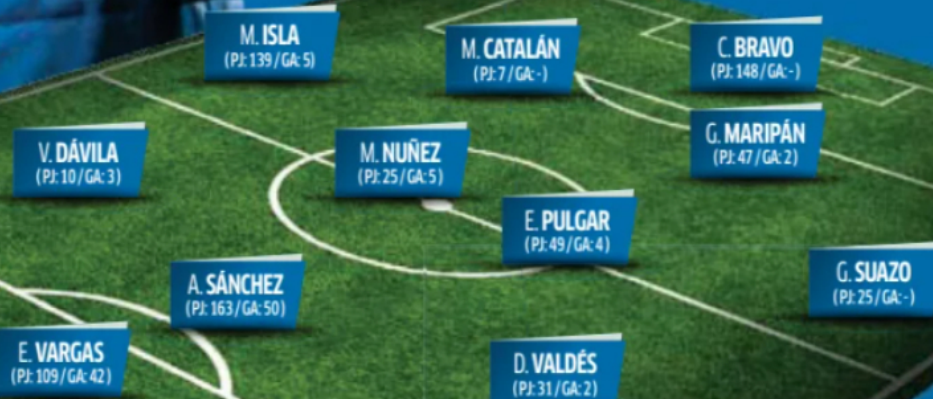 M. ISLA
(PJ: 139/GA: 5)
M. CATALÁN
(PJ: 7/GA: -)
C. BRAVO
(PJ: 148/GA: -)
V. DÁVILA
(PJ: 10/GA: 3)
M. NUÑEZ
(PJ: 25/GA: 5)
G. MARIPÁN
(PJ: 47/GA: 2)
E. PULGAR
(PJ: 49/GA: 4)
A. SÁNCHEZ
(PJ: 163/GA: 50)
G. SUAZO
(PJ: 25/GA: -)
E. VARGAS
(PJ: 109/GA: 42)
D. VALDÉS
(PJ: 31/GA: 2)